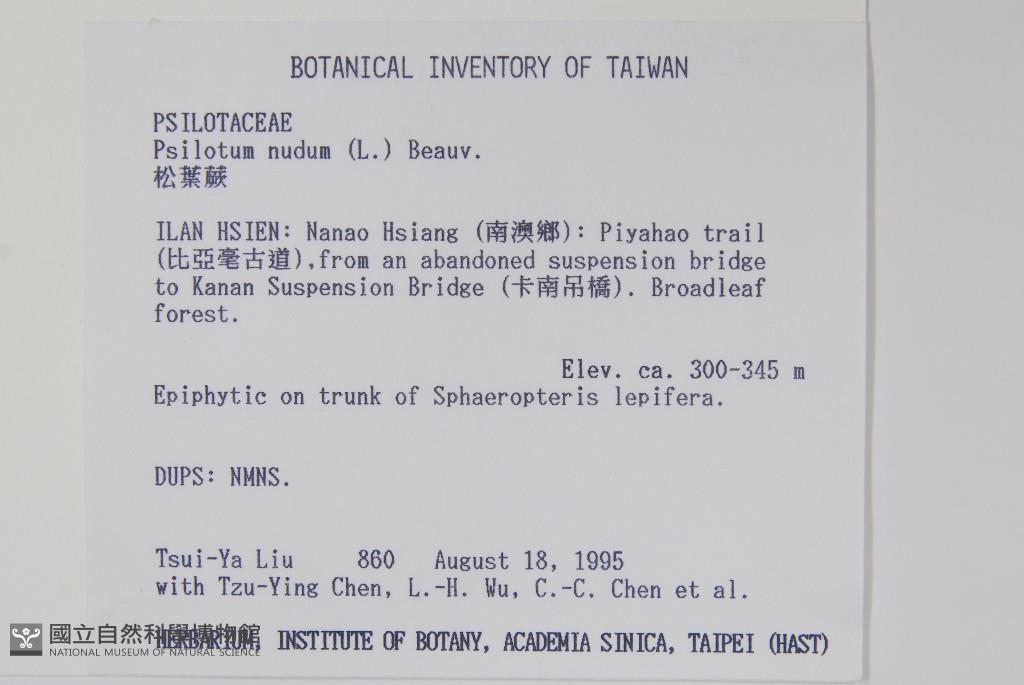 BOTANICAL INVENTORY OF TAIWAN
PSILOTACEAE
Psilotum nudum (L.) Beauv.
松葉蕨
ILAN HSIEN: Nanao Hsiang (南澳鄉): Piyahao trail
(比亞毫古道),from an abandoned suspension bridge
to Kanan Suspension Bridge (卡南吊橋). Broadleaf
forest.
Elev. ca. 300-345 m
Epiphytic on trunk of Sphaeropteris lepifera.
DUPS: NMNS.
Tsui-Ya Liu 860 August 18, 1995
with Tzu-Ying Chen, L.-H. Wu, C.-C. Chen et al.
HERBARIUM, INSTITUTE OF BOTANY, ACADEMIA SINICA, TAIPEI (HAST)
國立自然科學博物館
NATIONAL MUSEUM OF NATURAL SCIENCE